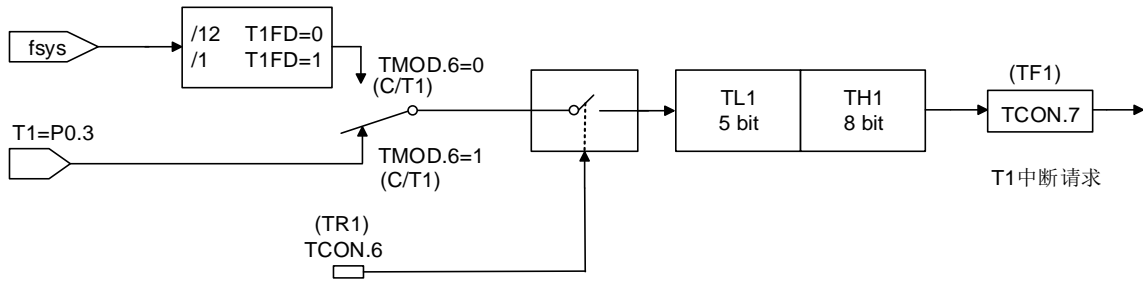 fsys
/12 T1FD=0
/1 T1FD=1
TMOD.6=0
(C/T1)
T1=P0.3
TMOD.6=1
(C/T1)
(TR1)
TCON.6
TL1
5 bit
TH1
8 bit
(TF1)
TCON.7
T1中断请求